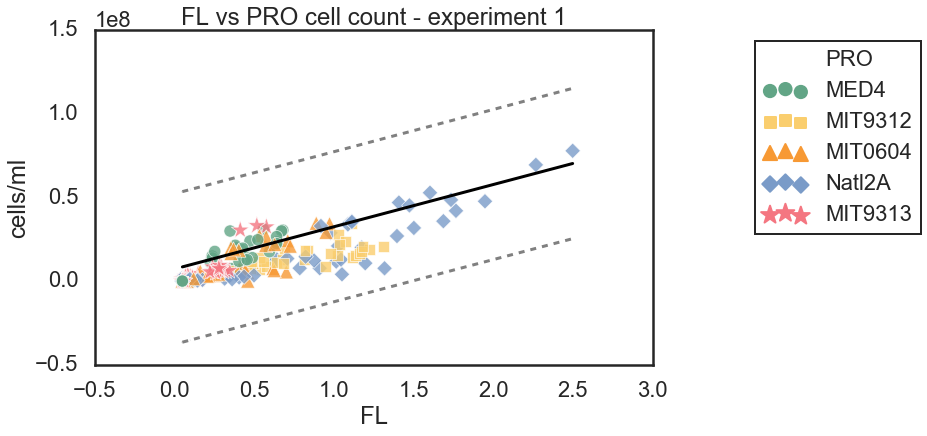 FL vs PRO cell count - experiment 1
1e8
1.5
1.0
0.5
0.0
−0.5
cells/ml
−0.5 0.0 0.5 1.0 1.5 2.0 2.5 3.0
FL
PRO
MED4
MIT9312
MIT0604
Natl2A
MIT9313